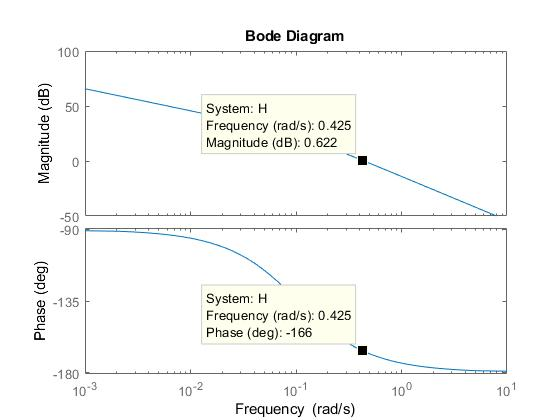 Bode Diagram
100
50
0
-50
Magnitude (dB)
System: H
Frequency (rad/s): 0.425
Magnitude (dB): 0.622
-90
-135
-180
Phase (deg)
System: H
Frequency (rad/s): 0.425
Phase (deg): -166
10^-3
10^-2
10^-1
10^0
10^1
Frequency (rad/s)